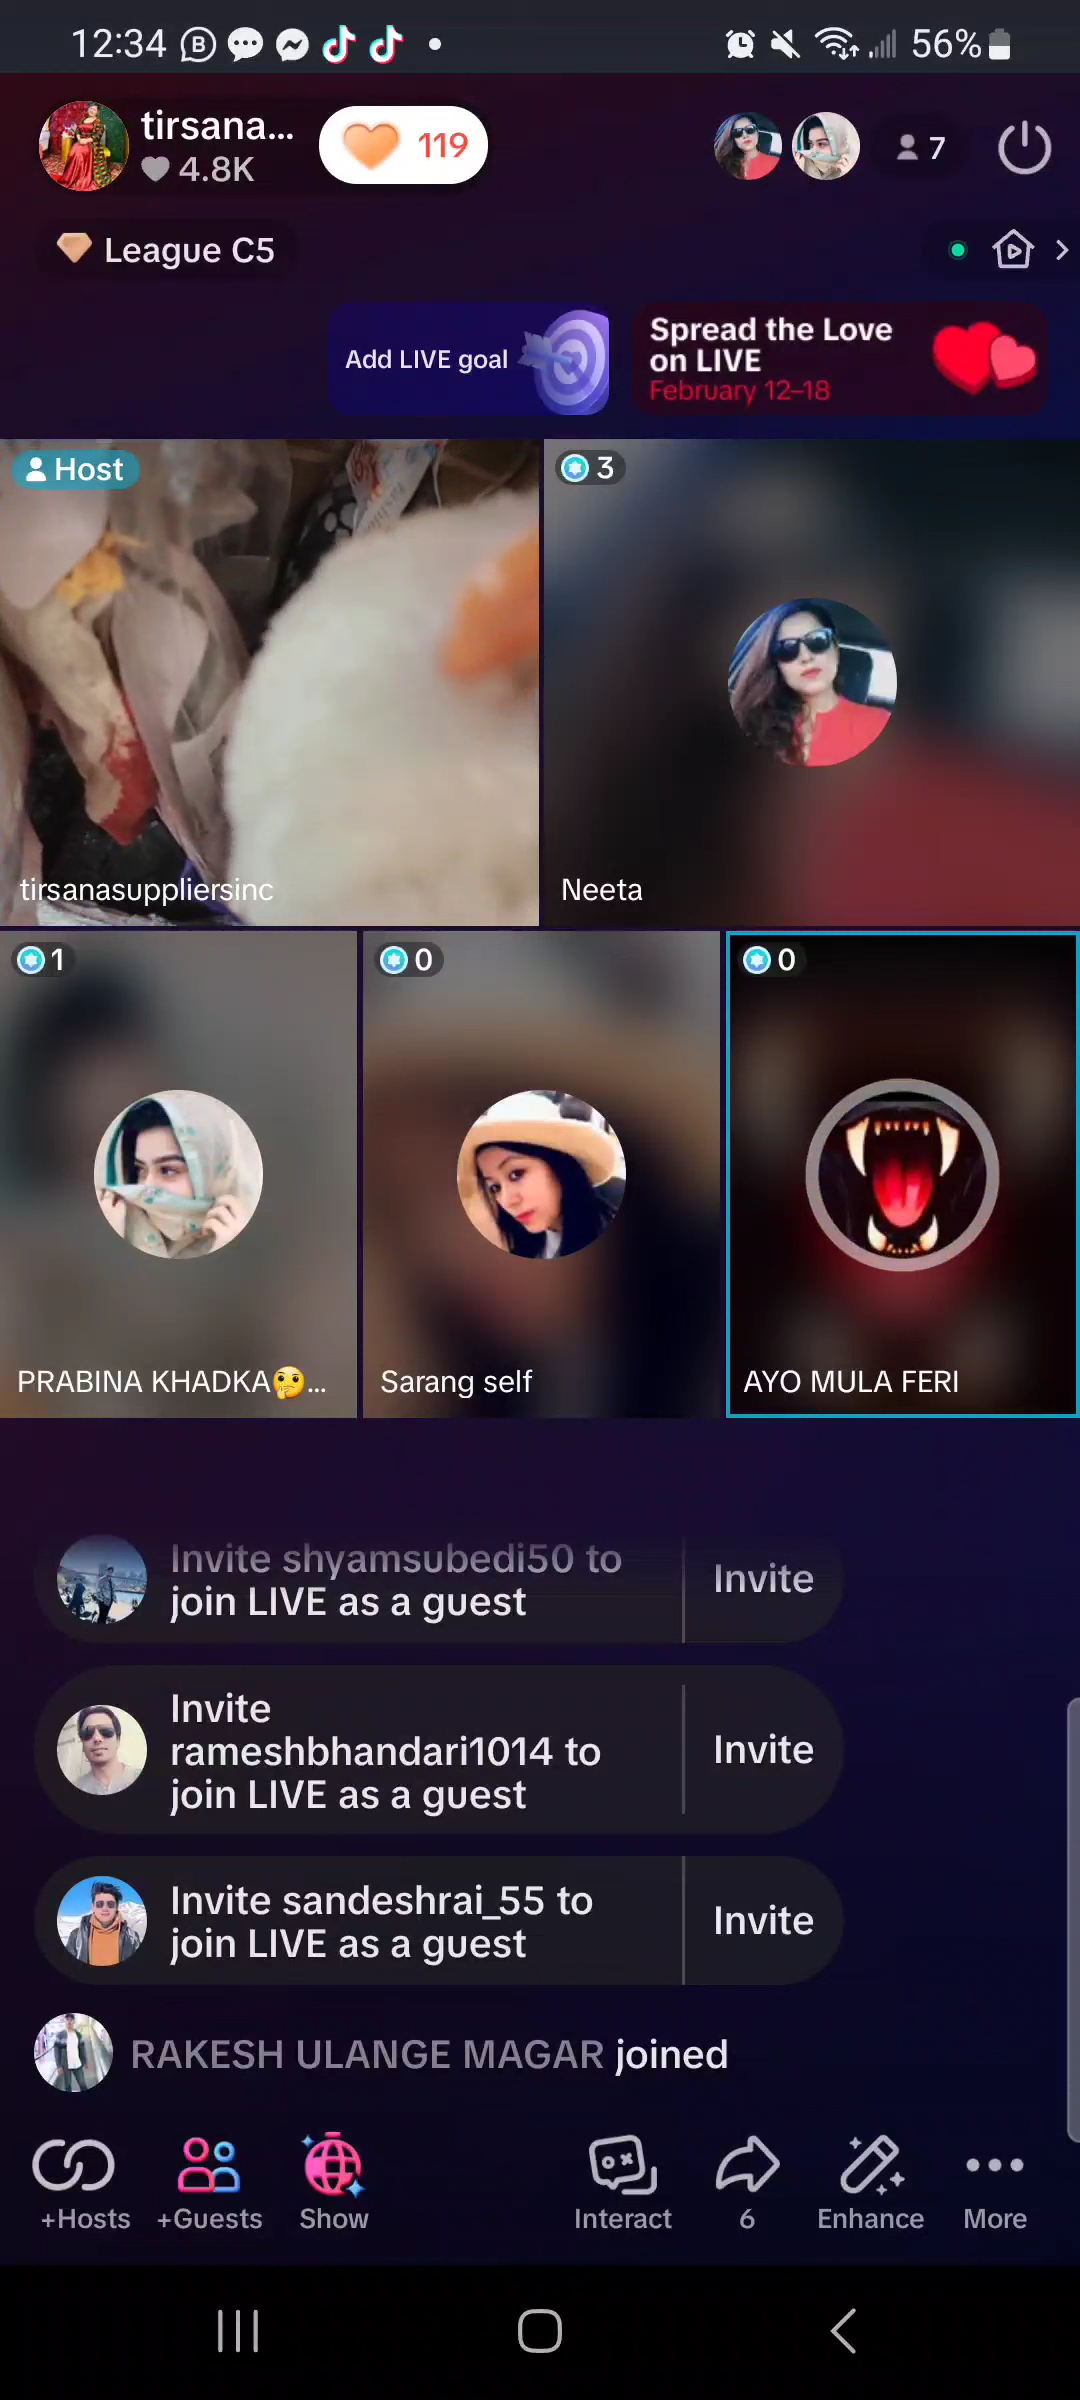 12:34
56%
tirsana...
4.8K
119
7
League C5
Add LIVE goal
Spread the Love
on LIVE
February 12–18
Host
3
tirsanasuppliersinc
Neeta
1
0
0
PRABINA KHADKA🤔...
Sarang self
AYO MULA FERI
Invite shyamsubedi50 to
join LIVE as a guest
Invite
Invite
rameshbhandari1014 to
join LIVE as a guest
Invite
Invite sandeshrai_55 to
join LIVE as a guest
Invite
RAKESH ULANGE MAGAR joined
+Hosts
+Guests
Show
Interact
6
Enhance
More